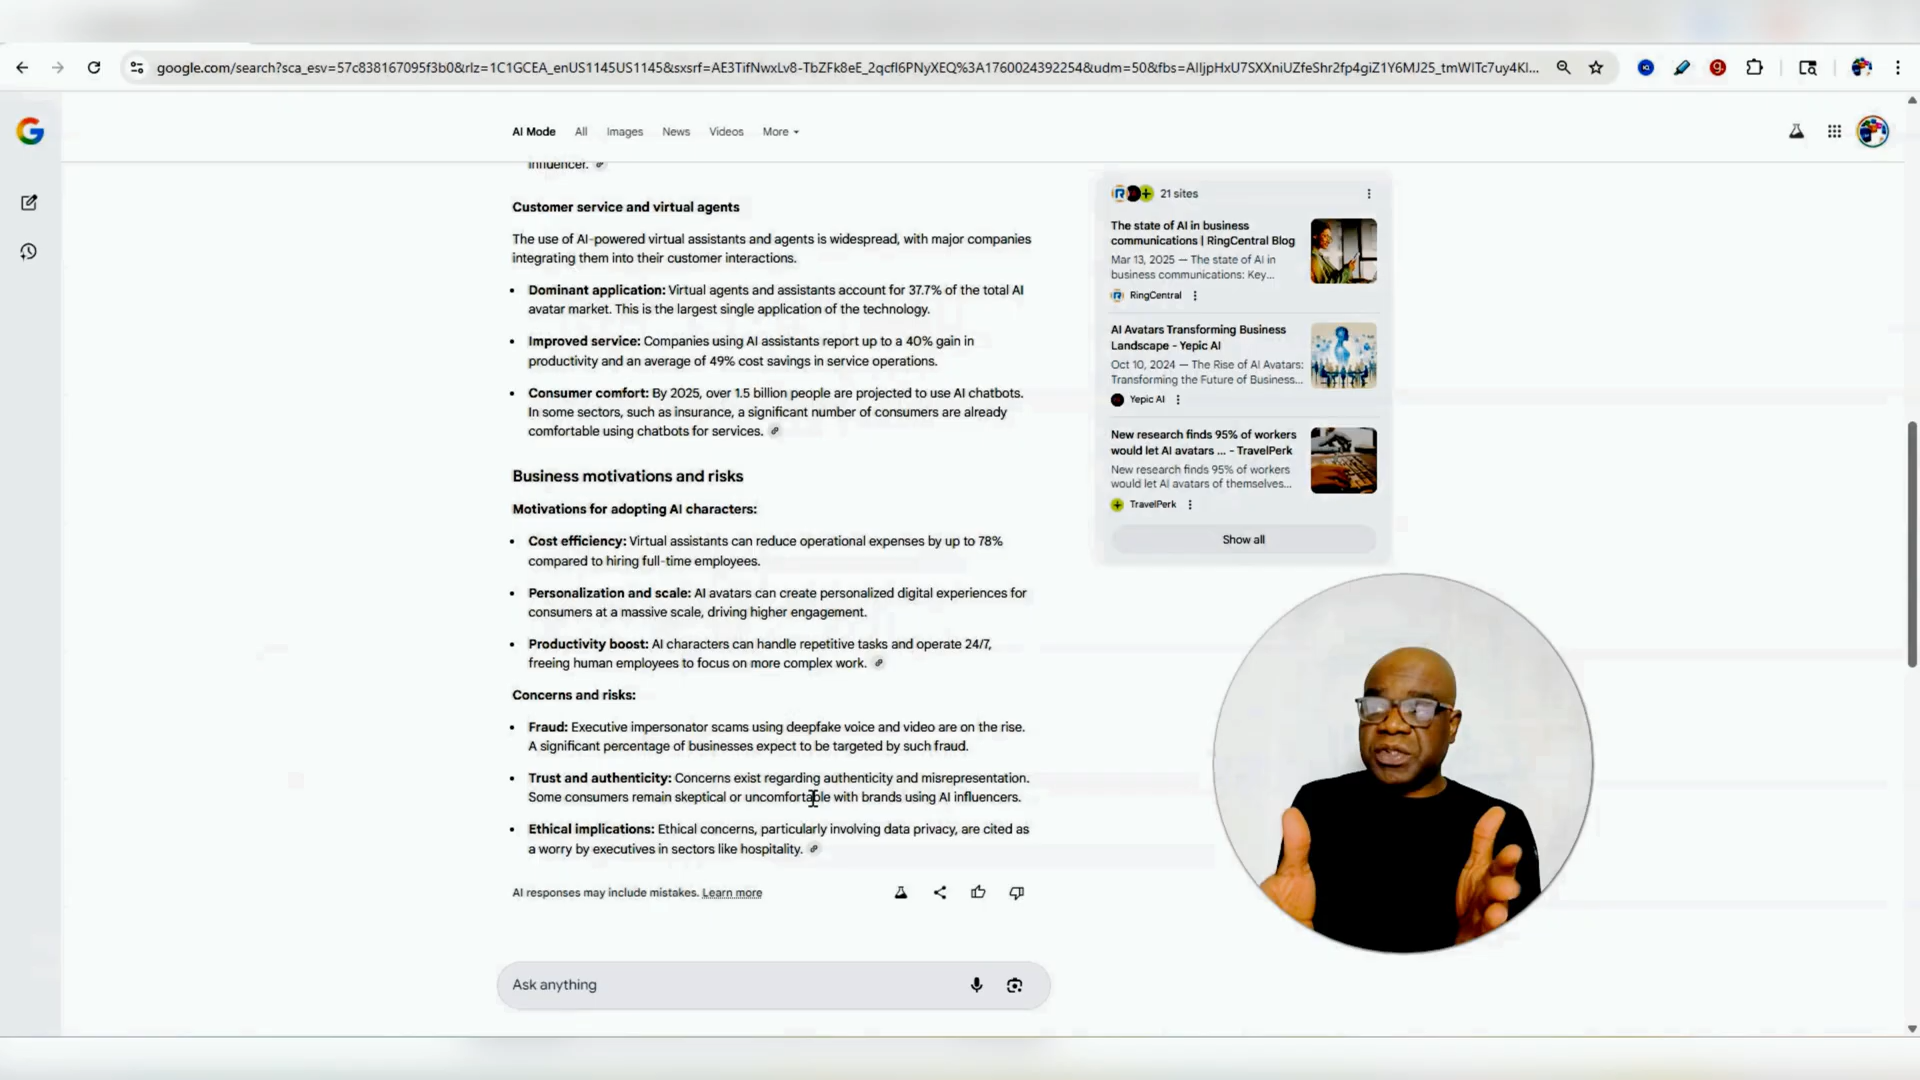 google.com/search?sca_esv=57c838167095f3b0&rlz=1C1GCEA_enUS1145US1145&sxsrf=AE3TifNwxLv8-TbZFk8eE_2qcfI6PNyXEQ%3A1760024392254&udm=50&fbs=AIIjpHxU7SXXniUZfeShr2fp4giZ1Y6MJ25_tmWITc7uy4KI...
AI Mode All Images News Videos More
influencer.
Customer service and virtual agents
The use of AI-powered virtual assistants and agents is widespread, with major companies
integrating them into their customer interactions.
• Dominant application: Virtual agents and assistants account for 37.7% of the total AI
avatar market. This is the largest single application of the technology.
• Improved service: Companies using AI assistants report up to a 40% gain in
productivity and an average of 49% cost savings in service operations.
• Consumer comfort: By 2025, over 1.5 billion people are projected to use AI chatbots.
In some sectors, such as insurance, a significant number of consumers are already
comfortable using chatbots for services.
Business motivations and risks
Motivations for adopting AI characters:
• Cost efficiency: Virtual assistants can reduce operational expenses by up to 78%
compared to hiring full-time employees.
• Personalization and scale: AI avatars can create personalized digital experiences for
consumers at a massive scale, driving higher engagement.
• Productivity boost: AI characters can handle repetitive tasks and operate 24/7,
freeing human employees to focus on more complex work.
Concerns and risks:
• Fraud: Executive impersonator scams using deepfake voice and video are on the rise.
A significant percentage of businesses expect to be targeted by such fraud.
• Trust and authenticity: Concerns exist regarding authenticity and misrepresentation.
Some consumers remain skeptical or uncomfortable with brands using AI influencers.
• Ethical implications: Ethical concerns, particularly involving data privacy, are cited as
a worry by executives in sectors like hospitality.
AI responses may include mistakes. Learn more
Ask anything
21 sites
The state of AI in business
communications | RingCentral Blog
Mar 13, 2025 — The state of AI in
business communications: Key...
RingCentral
AI Avatars Transforming Business
Landscape - Yepic AI
Oct 10, 2024 — The Rise of AI Avatars:
Transforming the Future of Business...
Yepic AI
New research finds 95% of workers
would let AI avatars ... - TravelPerk
New research finds 95% of workers
would let AI avatars of themselves...
TravelPerk
Show all